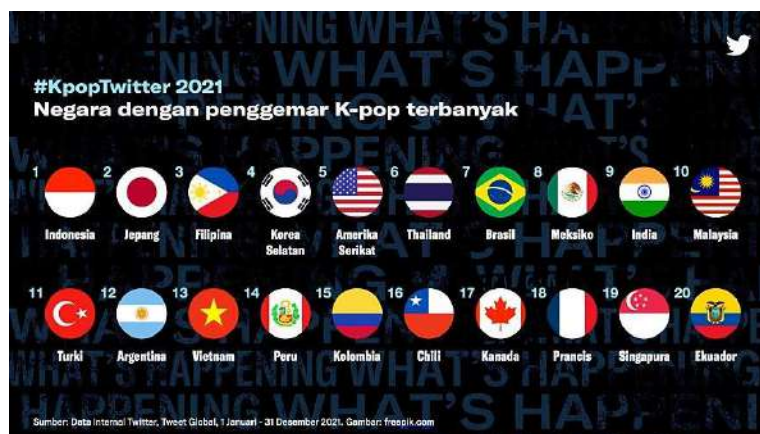 #KpopTwitter 2021
Negara dengan penggemar K-pop terbanyak
1 2 3 4 5 6 7 8 9 10
Indonesia Jepang Filipina Korea Selatan Amerika Serikat Thailand Brasil Meksiko India Malaysia
11 12 13 14 15 16 17 18 19 20
Turki Argentina Vietnam Peru Kolombia Chili Kanada Prancis Singapura Ekuador
Sumber: Data Internal Twitter, Tweet Global, 1 Januari - 31 Desember 2021. Gambar: freepik.com